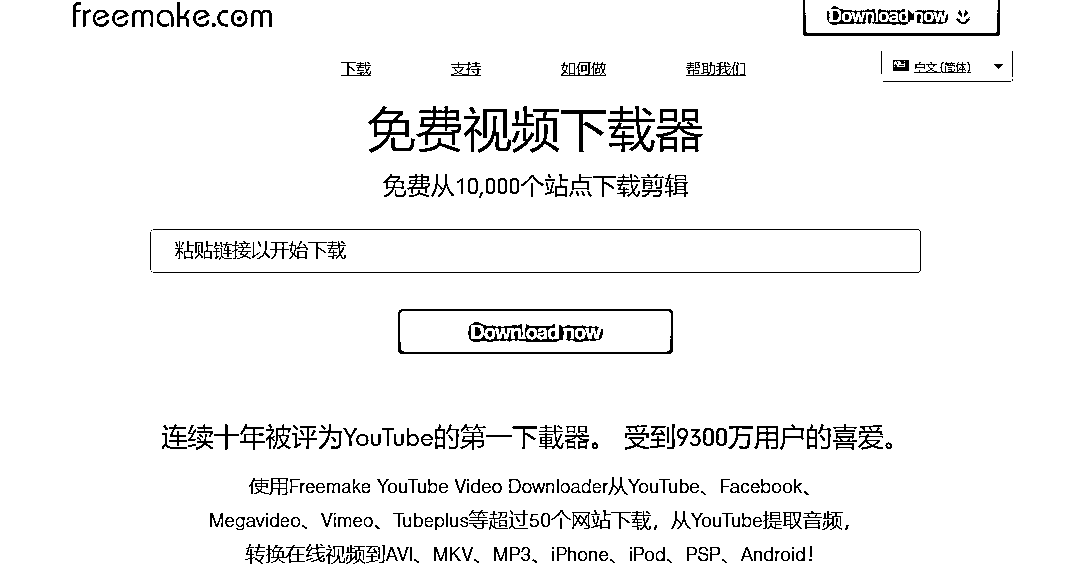 freemake.com
Download now
下载 支持 如何做 帮助我们 中文 (简体)
免费视频下载器
免费从10,000个站点下载剪辑
粘贴链接以开始下载
Download now
连续十年被评为YouTube的第一下載器。 受到9300万用户的喜爱。
使用Freemake YouTube Video Downloader从YouTube、Facebook、
Megavideo、Vimeo、Tubeplus等超过50个网站下载，从YouTube提取音频，
转换在线视频到AVI、MKV、MP3、iPhone、iPod、PSP、Android！